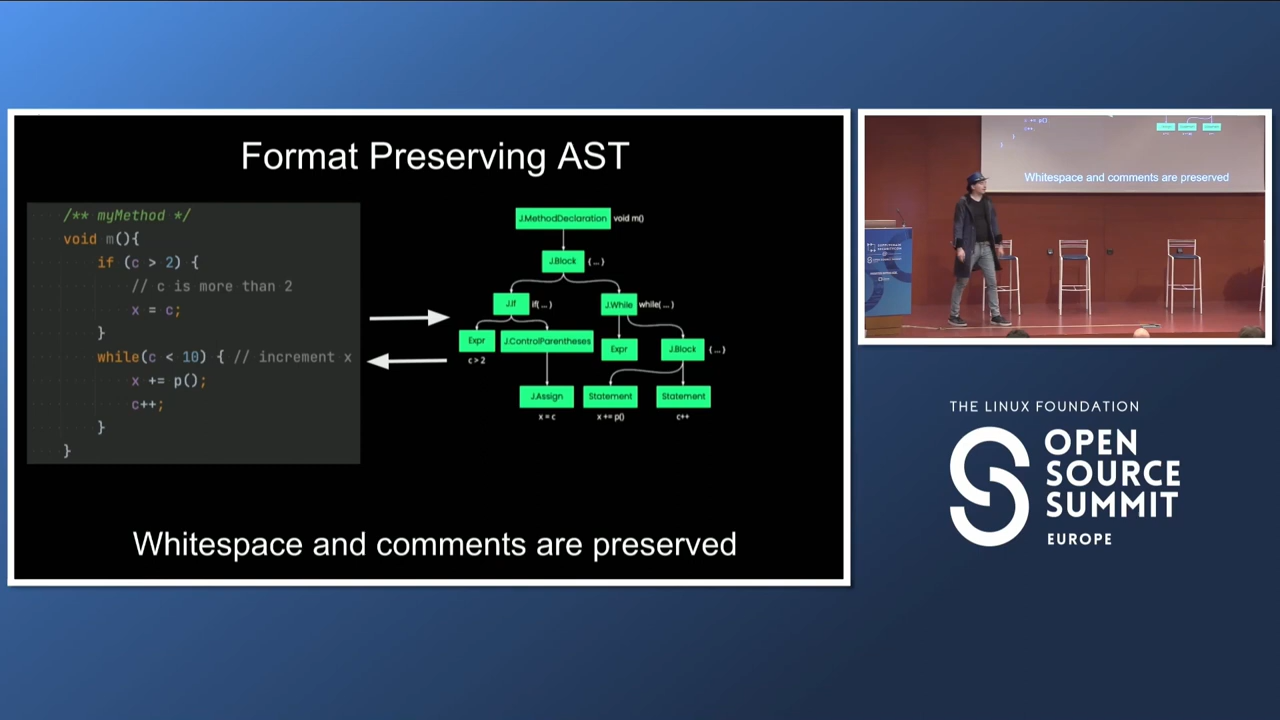 Format Preserving AST
/** myMethod */
void m(){
if (c > 2) {
// c is more than 2
x = c;
}
while(c < 10) { // increment x
x += p();
c++;
}
}
J.MethodDeclaration void m()
J.Block {...}
J.If if(...) J.While while(...)
Expr J.ControlParentheses Expr J.Block {...}
c > 2
J.Assign Statement Statement
x = c x += p() c++
Whitespace and comments are preserved
x += p()
c++
}
}
Whitespace and comments are preserved
THE LINUX FOUNDATION
OPEN
SOURCE
SUMMIT
EUROPE